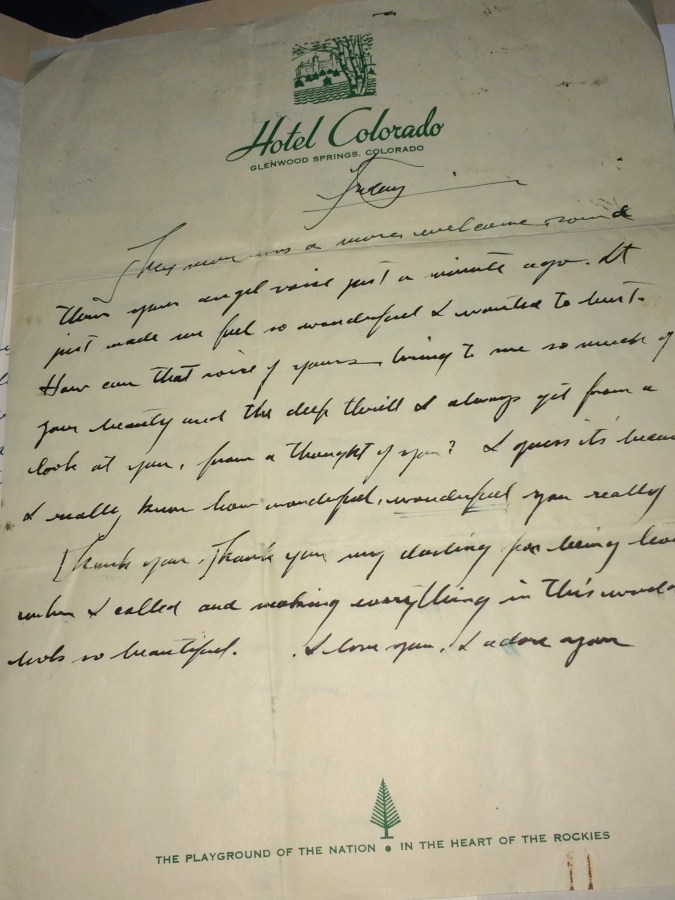 Hotel Colorado
GLENWOOD SPRINGS, COLORADO
Friday
There never was a more welcome sound
than your angel voice just a minute ago. It
just made me feel so wonderful I wanted to bust.
How can that voice of yours bring to me so much of
your beauty and the deep thrill I always get from a
look at you, from a thought of you? I guess it's becau
I really know how wonderful, wonderful you really
Thank you, Thank you my darling for being
when I called and making everything in this world
look so beautiful. I love you, I adore you
THE PLAYGROUND OF THE NATION • IN THE HEART OF THE ROCKIES